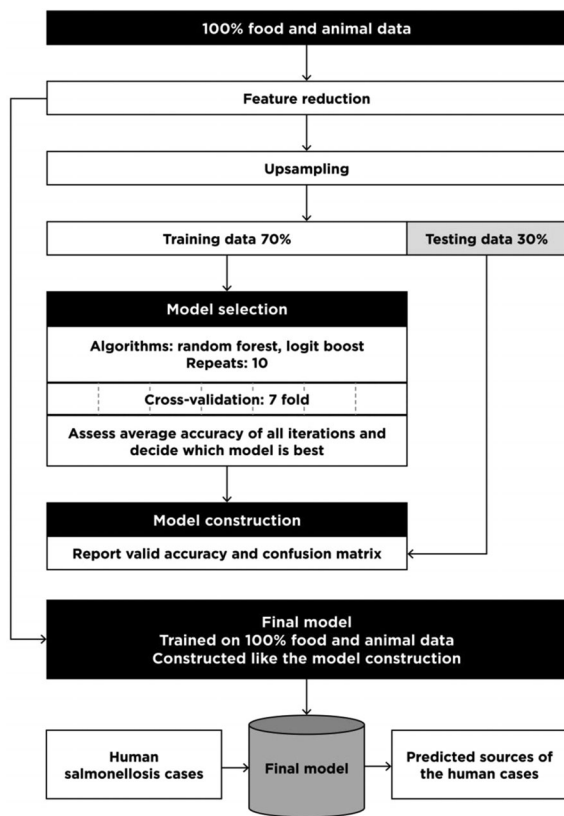 100% food and animal data
Feature reduction
Upsampling
Training data 70%
Testing data 30%
Model selection
Algorithms: random forest, logit boost
Repeats: 10
Cross-validation: 7 fold
Assess average accuracy of all iterations and
decide which model is best
Model construction
Report valid accuracy and confusion matrix
Final model
Trained on 100% food and animal data
Constructed like the model construction
Human
salmonellosis cases
Final model
Predicted sources of
the human cases